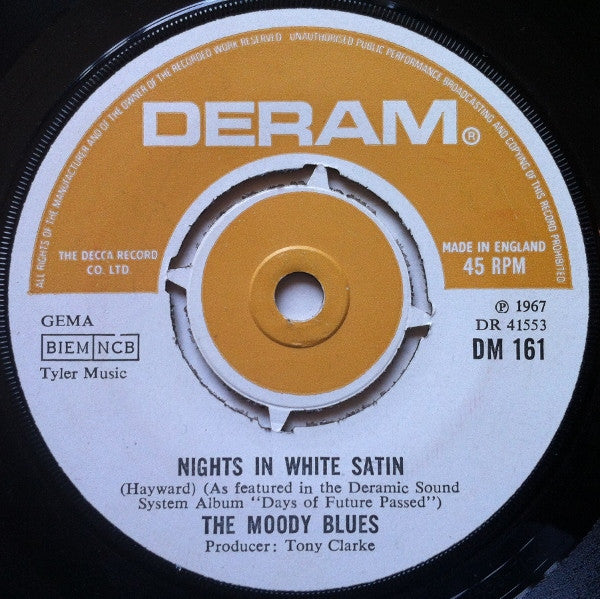 ALL RIGHTS OF THE MANUFACTURER AND OF THE OWNER OF THE RECORDED WORK RESERVED UNAUTHORISED PUBLIC PERFORMANCE BROADCASTING AND COPYING OF THIS RECORD PROHIBITED
DERAM®
THE DECCA RECORD
CO. LTD.
MADE IN ENGLAND
45 RPM
℗ 1967
DR 41553
DM 161
GEMA
BIEM NCB
Tyler Music
NIGHTS IN WHITE SATIN
(Hayward) (As featured in the Deramic Sound
System Album "Days of Future Passed")
THE MOODY BLUES
Producer: Tony Clarke